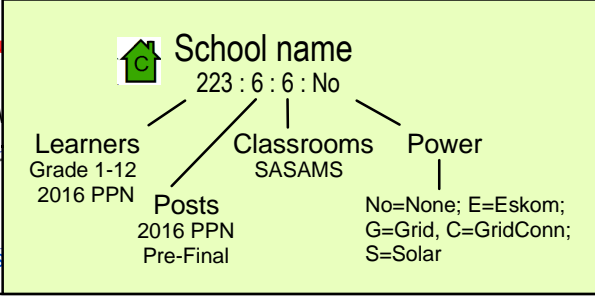 C
School name
223 : 6 : 6 : No
Learners
Grade 1-12
2016 PPN
Posts
2016 PPN
Pre-Final
Classrooms
SASAMS
Power
No=None; E=Eskom;
G=Grid, C=GridConn;
S=Solar